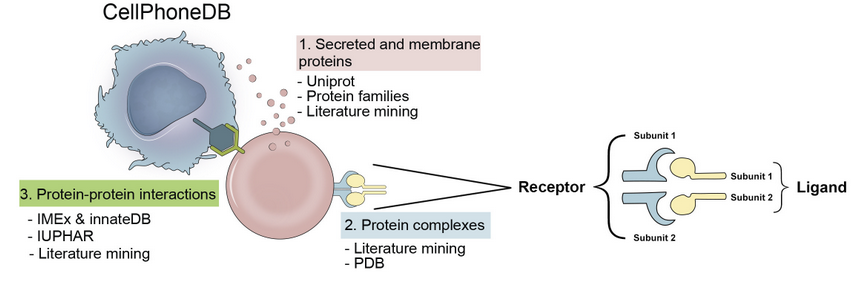 CellPhoneDB
1. Secreted and membrane
proteins
- Uniprot
- Protein families
- Literature mining
3. Protein-protein interactions
- IMEx & innateDB
- IUPHAR
- Literature mining
2. Protein complexes
- Literature mining
- PDB
Receptor
Subunit 1
Subunit 2
Subunit 1
Subunit 2
Ligand